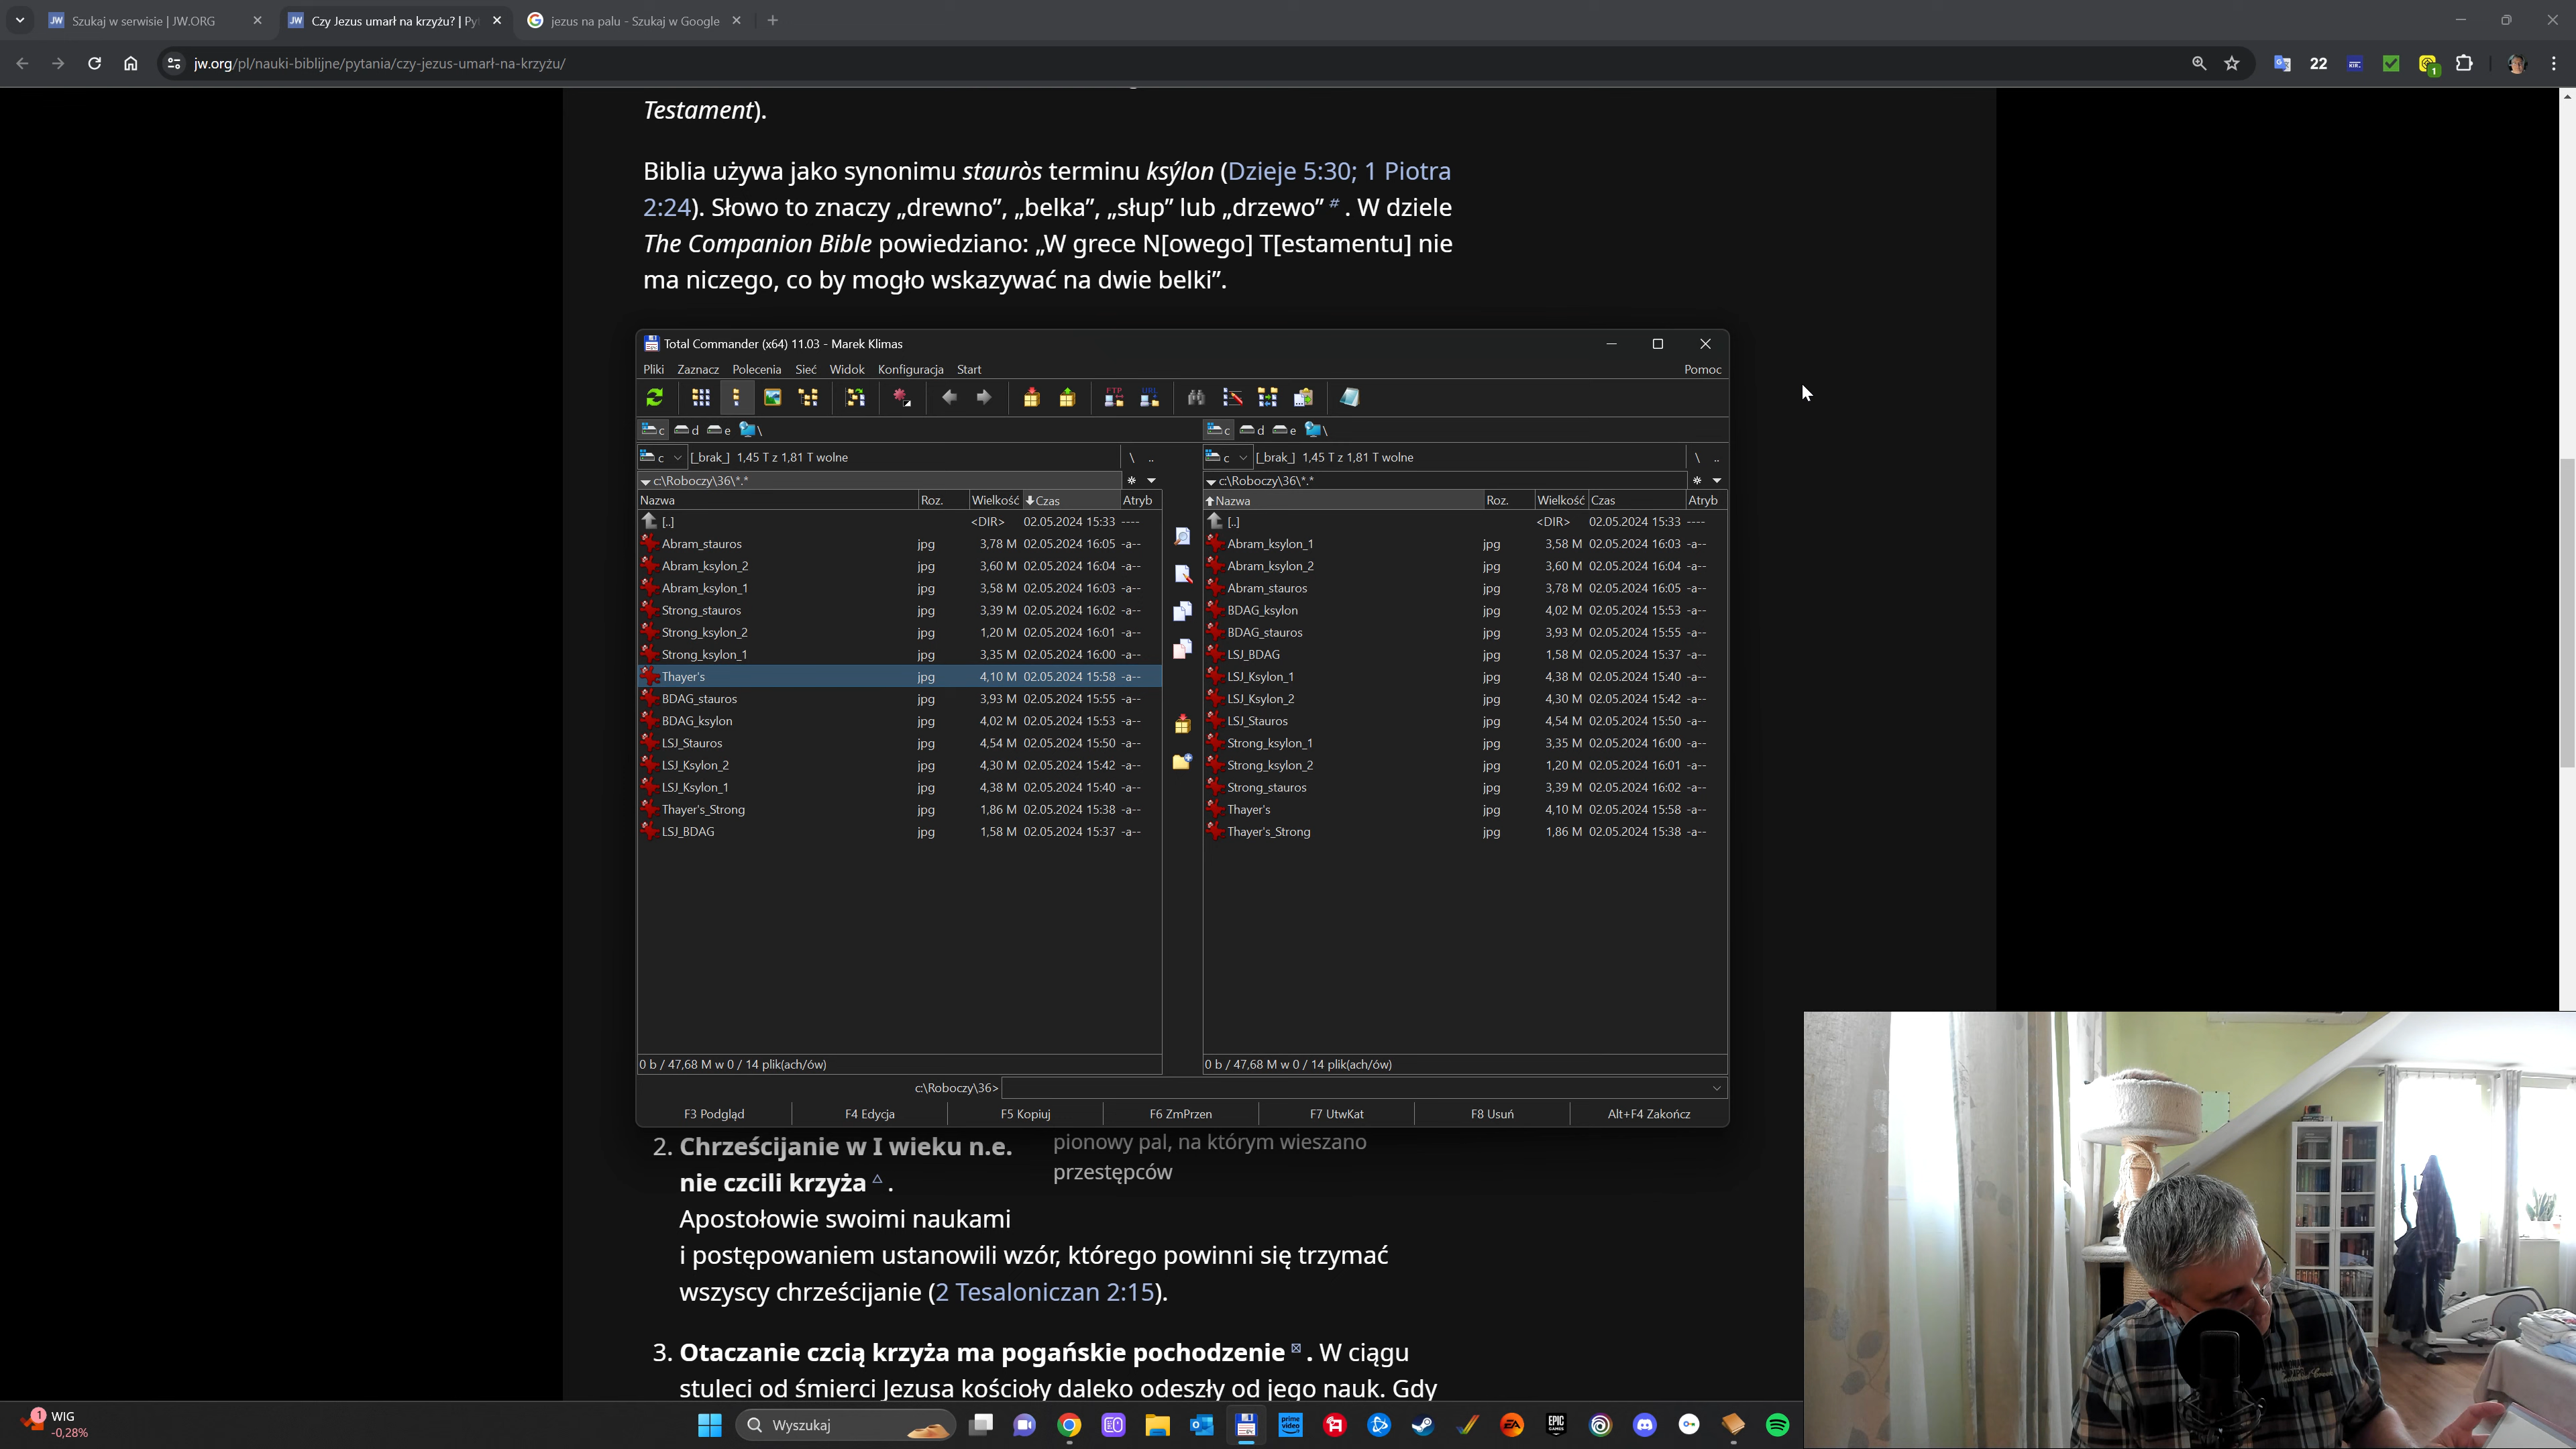 Szukaj w serwisie | JW.ORG
Czy Jezus umarł na krzyżu? | Pyt
jezus na palu - Szukaj w Google
jw.org/pl/nauki-biblijne/pytania/czy-jezus-umarł-na-krzyżu/
22
1
Testament).
Biblia używa jako synonimu stauròs terminu ksýlon (Dzieje 5:30; 1 Piotra
2:24). Słowo to znaczy „drewno”, „belka”, „słup” lub „drzewo” #. W dziele
The Companion Bible powiedziano: „W grece N[owego] T[estamentu] nie
ma niczego, co by mogło wskazywać na dwie belki”.
Total Commander (x64) 11.03 - Marek Klimas
Pliki Zaznacz Polecenia Sieć Widok Konfiguracja Start Pomoc
FTP URL
c d e \ c d e \
c [_brak_] 1,45 T z 1,81 T wolne \ .. c [_brak_] 1,45 T z 1,81 T wolne \ ..
c:\Roboczy\36\*.* * c:\Roboczy\36\*.* *
Nazwa Roz. Wielkość Czas Atryb Nazwa Roz. Wielkość Czas Atryb
[..] <DIR> 02.05.2024 15:33 ---- [..] <DIR> 02.05.2024 15:33 ----
Abram_stauros jpg 3,78 M 02.05.2024 16:05 -a-- Abram_ksylon_1 jpg 3,58 M 02.05.2024 16:03 -a--
Abram_ksylon_2 jpg 3,60 M 02.05.2024 16:04 -a-- Abram_ksylon_2 jpg 3,60 M 02.05.2024 16:04 -a--
Abram_ksylon_1 jpg 3,58 M 02.05.2024 16:03 -a-- Abram_stauros jpg 3,78 M 02.05.2024 16:05 -a--
Strong_stauros jpg 3,39 M 02.05.2024 16:02 -a-- BDAG_ksylon jpg 4,02 M 02.05.2024 15:53 -a--
Strong_ksylon_2 jpg 1,20 M 02.05.2024 16:01 -a-- BDAG_stauros jpg 3,93 M 02.05.2024 15:55 -a--
Strong_ksylon_1 jpg 3,35 M 02.05.2024 16:00 -a-- LSJ_BDAG jpg 1,58 M 02.05.2024 15:37 -a--
Thayer's jpg 4,10 M 02.05.2024 15:58 -a-- LSJ_Ksylon_1 jpg 4,38 M 02.05.2024 15:40 -a--
BDAG_stauros jpg 3,93 M 02.05.2024 15:55 -a-- LSJ_Ksylon_2 jpg 4,30 M 02.05.2024 15:42 -a--
BDAG_ksylon jpg 4,02 M 02.05.2024 15:53 -a-- LSJ_Stauros jpg 4,54 M 02.05.2024 15:50 -a--
LSJ_Stauros jpg 4,54 M 02.05.2024 15:50 -a-- Strong_ksylon_1 jpg 3,35 M 02.05.2024 16:00 -a--
LSJ_Ksylon_2 jpg 4,30 M 02.05.2024 15:42 -a-- Strong_ksylon_2 jpg 1,20 M 02.05.2024 16:01 -a--
LSJ_Ksylon_1 jpg 4,38 M 02.05.2024 15:40 -a-- Strong_stauros jpg 3,39 M 02.05.2024 16:02 -a--
Thayer's_Strong jpg 1,86 M 02.05.2024 15:38 -a-- Thayer's jpg 4,10 M 02.05.2024 15:58 -a--
LSJ_BDAG jpg 1,58 M 02.05.2024 15:37 -a-- Thayer's_Strong jpg 1,86 M 02.05.2024 15:38 -a--
0 b / 47,68 M w 0 / 14 plik(ach/ów) 0 b / 47,68 M w 0 / 14 plik(ach/ów)
c:\Roboczy\36>
F3 Podgląd F4 Edycja F5 Kopiuj F6 ZmPrzen F7 UtwKat F8 Usuń Alt+F4 Zakończ
2. Chrześcijanie w I wieku n.e.
nie czcili krzyża △.
pionowy pal, na którym wieszano
przestępców
Apostołowie swoimi naukami
i postępowaniem ustanowili wzór, którego powinni się trzymać
wszyscy chrześcijanie (2 Tesaloniczan 2:15).
3. Otaczanie czcią krzyża ma pogańskie pochodzenie ⊠. W ciągu
stuleci od śmierci Jezusa kościoły daleko odeszły od jego nauk. Gdy
1
WIG
-0,28%
Wyszukaj
prime video
EA
EPIC GAMES